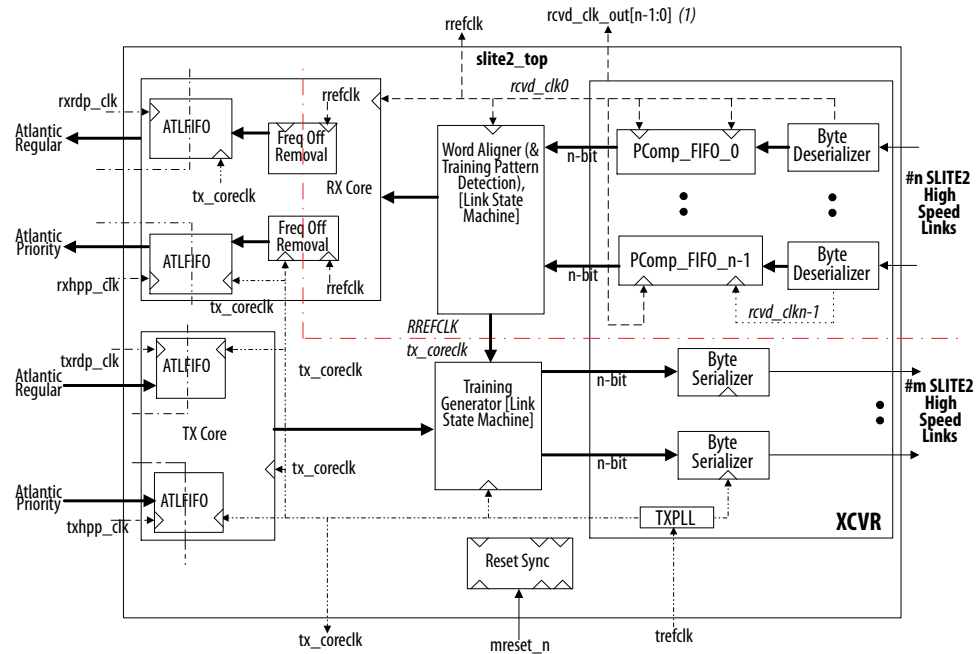 rrefclk
rcvd_clk_out[n-1:0] (1)
slite2_top
rcvd_clk0
rxrdp_clk
ATLFIFO
rrefclk
Freq Off
Removal
Atlantic
Regular
tx_coreclk
RX Core
Word Aligner (&
Training Pattern
Detection),
[Link State
Machine]
n-bit
PComp_FIFO_0
Byte
Deserializer
#n SLITE2
High
Speed
Links
Atlantic
Priority
ATLFIFO
Freq Off
Removal
rxhpp_clk
tx_coreclk
rrefclk
n-bit
PComp_FIFO_n-1
Byte
Deserializer
rcvd_clkn-1
RREFCLK
tx_coreclk
txrdp_clk
ATLFIFO
tx_coreclk
Atlantic
Regular
TX Core
Training
Generator [Link
State Machine]
n-bit
Byte
Serializer
#m SLITE2
High
Speed
Links
tx_coreclk
n-bit
Byte
Serializer
Atlantic
Priority
ATLFIFO
txhpp_clk
TXPLL
XCVR
Reset Sync
tx_coreclk
mreset_n
trefclk